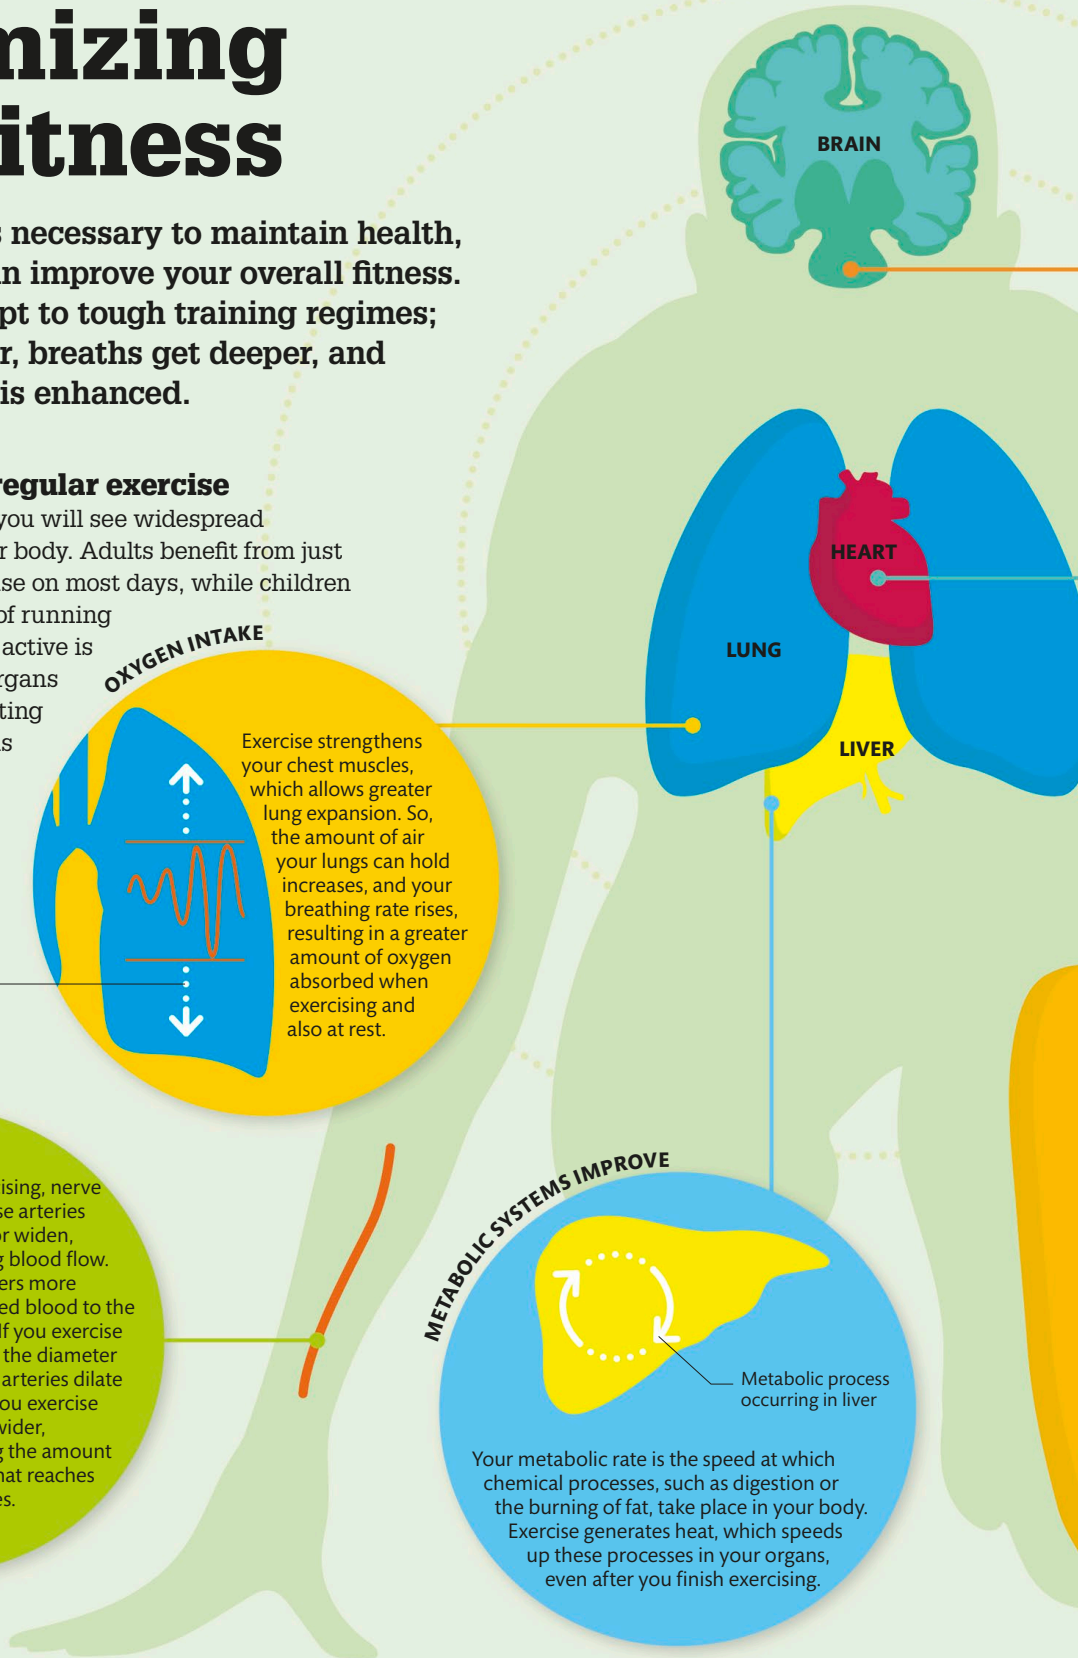 mizing
itness
s necessary to maintain health,
n improve your overall fitness.
pt to tough training regimes;
r, breaths get deeper, and
is enhanced.
regular exercise
you will see widespread
r body. Adults benefit from just
se on most days, while children
of running
active is
rgans
ting
s
OXYGEN INTAKE
Exercise strengthens
your chest muscles,
which allows greater
lung expansion. So,
the amount of air
your lungs can hold
increases, and your
breathing rate rises,
resulting in a greater
amount of oxygen
absorbed when
exercising and
also at rest.
BRAIN
HEART
LUNG
LIVER
ising, nerve
se arteries
or widen,
g blood flow.
ers more
ed blood to the
If you exercise
the diameter
arteries dilate
ou exercise
wider,
g the amount
hat reaches
es.
METABOLIC SYSTEMS IMPROVE
Metabolic process
occurring in liver
Your metabolic rate is the speed at which
chemical processes, such as digestion or
the burning of fat, take place in your body.
Exercise generates heat, which speeds
up these processes in your organs,
even after you finish exercising.